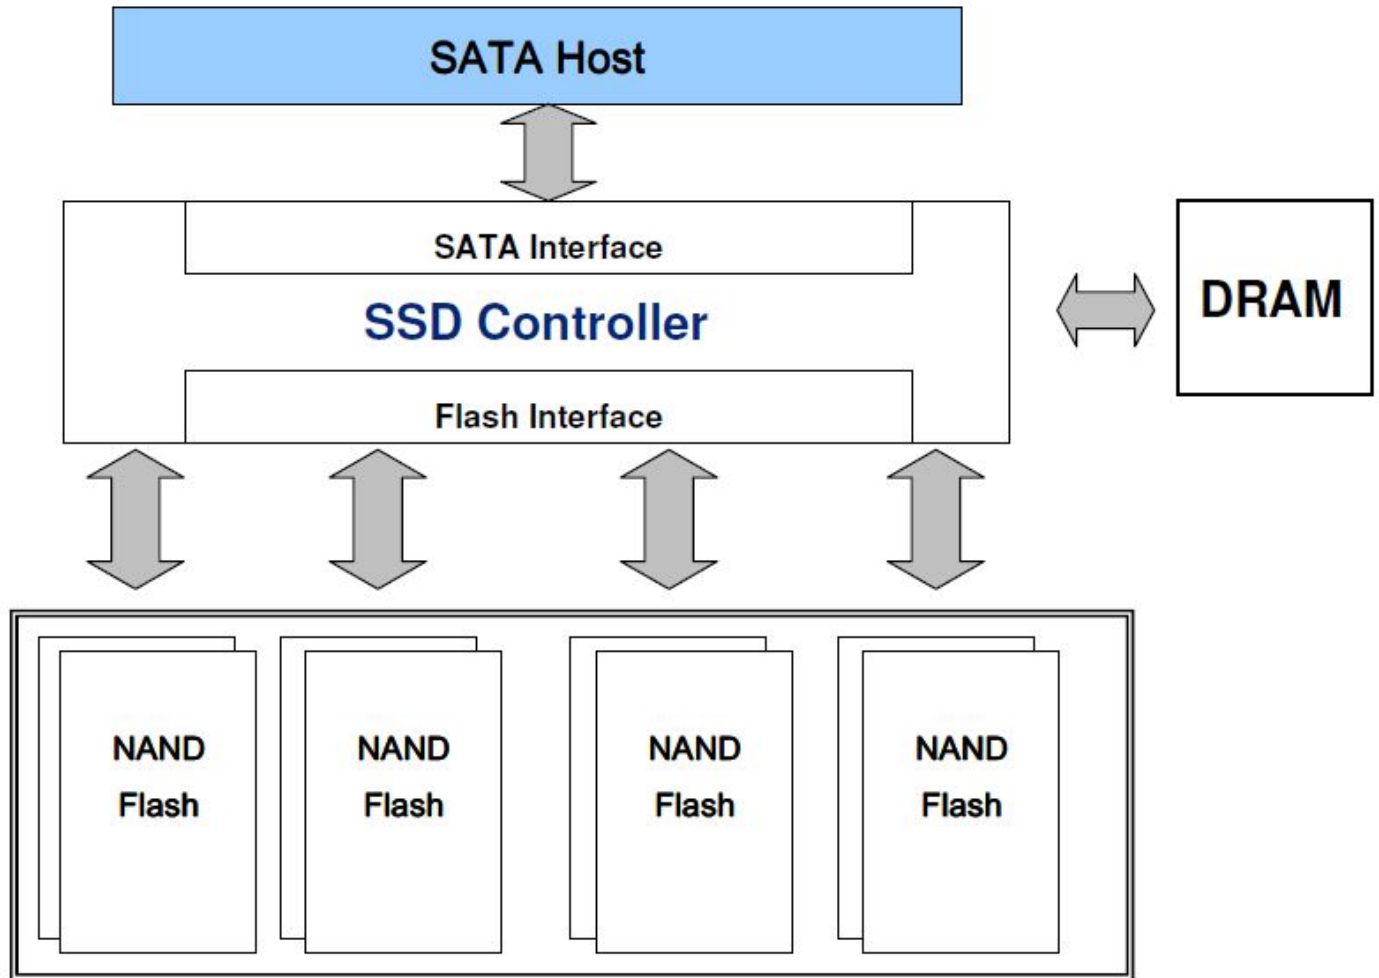 SATA Host
SATA Interface
SSD Controller
DRAM
Flash Interface
NAND
Flash
NAND
Flash
NAND
Flash
NAND
Flash